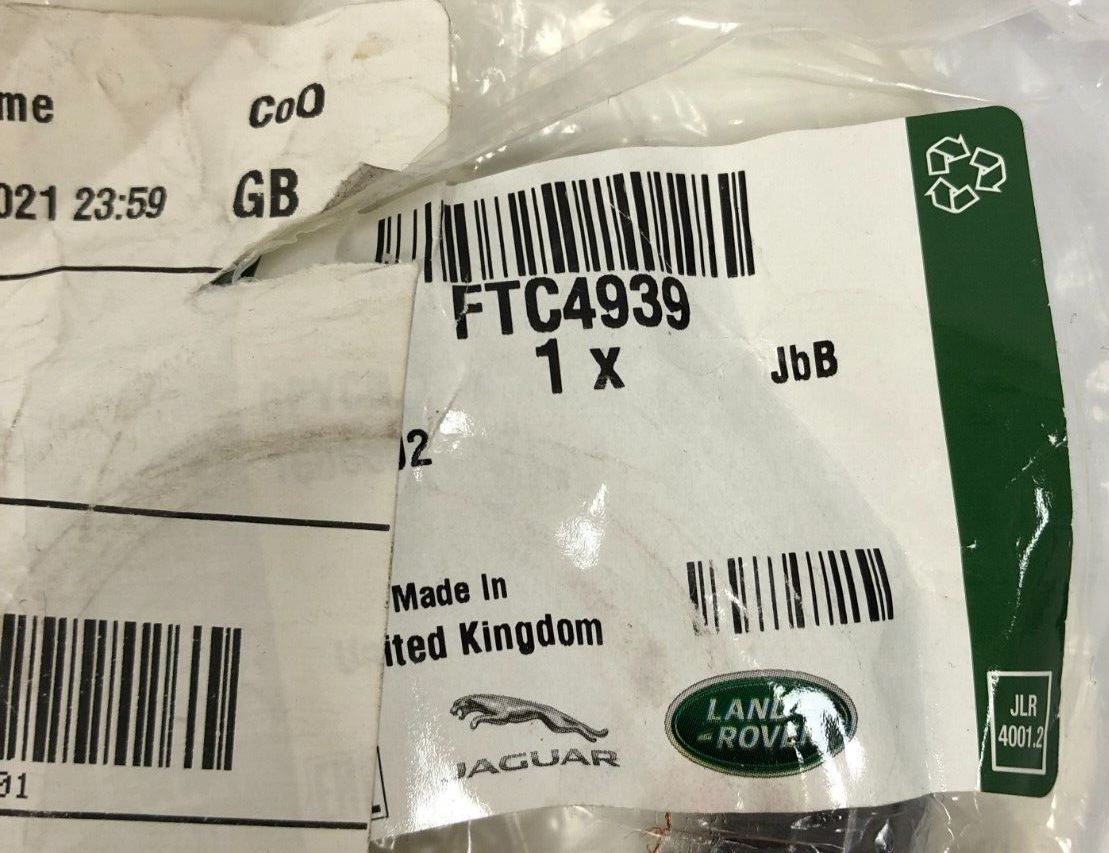 me CoO
021 23:59 GB
FTC4939
1 x JbB
02
Made In
ited Kingdom
JAGUAR
LAND
-ROVER
JLR
4001.2
01